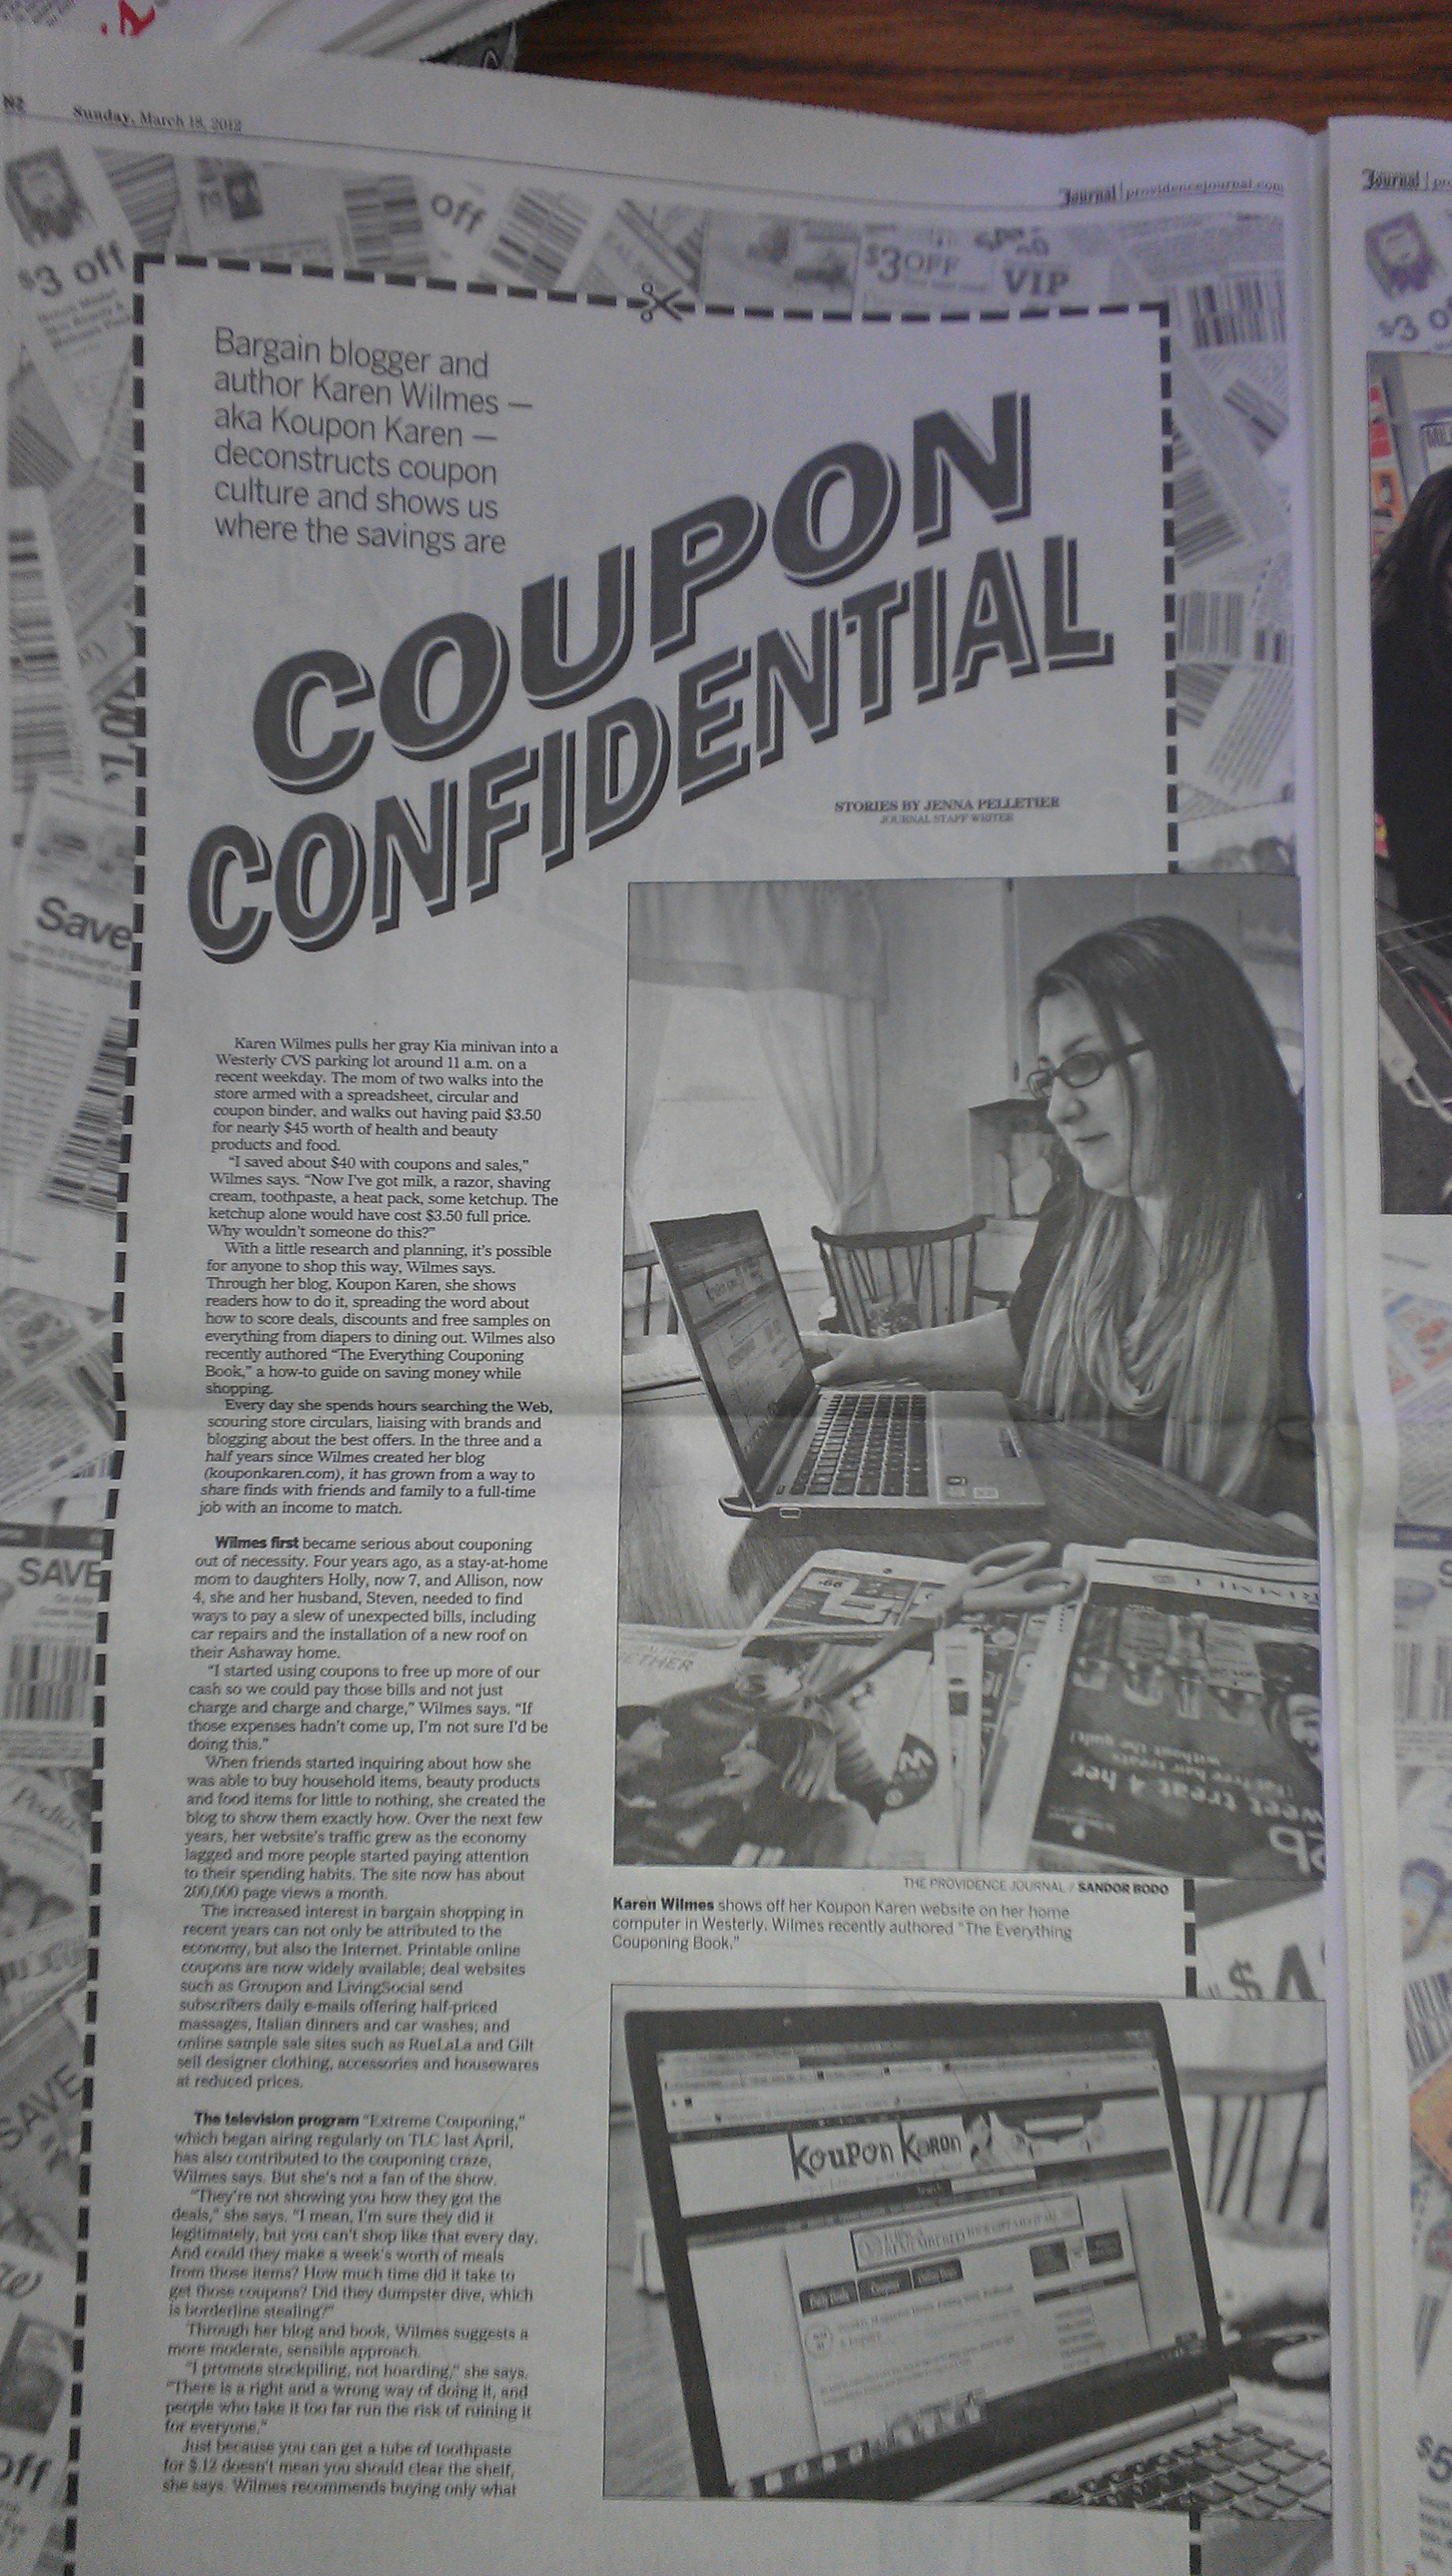 N2
Sunday, March 18, 2012
Journal | providencejournal.com
Journal
$3 off
off
$3 OFF
VIP
$3 o
Bargain blogger and
author Karen Wilmes —
aka Koupon Karen —
deconstructs coupon
culture and shows us
where the savings are
COUPON
CONFIDENTIAL
STORIES BY JENNA PELLETIER
JOURNAL STAFF WRITER
Save
SAVE
SAVE
off
Karen Wilmes pulls her gray Kia minivan into a
Westerly CVS parking lot around 11 a.m. on a
recent weekday. The mom of two walks into the
store armed with a spreadsheet, circular and
coupon binder, and walks out having paid $3.50
for nearly $45 worth of health and beauty
products and food.
“I saved about $40 with coupons and sales,”
Wilmes says. “Now I’ve got milk, a razor, shaving
cream, toothpaste, a heat pack, some ketchup. The
ketchup alone would have cost $3.50 full price.
Why wouldn’t someone do this?”
With a little research and planning, it’s possible
for anyone to shop this way, Wilmes says.
Through her blog, Koupon Karen, she shows
readers how to do it, spreading the word about
how to score deals, discounts and free samples on
everything from diapers to dining out. Wilmes also
recently authored “The Everything Couponing
Book,” a how-to guide on saving money while
shopping.
Every day she spends hours searching the Web,
scouring store circulars, liaising with brands and
blogging about the best offers. In the three and a
half years since Wilmes created her blog
(kouponkaren.com), it has grown from a way to
share finds with friends and family to a full-time
job with an income to match.
Wilmes first became serious about couponing
out of necessity. Four years ago, as a stay-at-home
mom to daughters Holly, now 7, and Allison, now
4, she and her husband, Steven, needed to find
ways to pay a slew of unexpected bills, including
car repairs and the installation of a new roof on
their Ashaway home.
“I started using coupons to free up more of our
cash so we could pay those bills and not just
charge and charge and charge,” Wilmes says. “If
those expenses hadn’t come up, I’m not sure I’d be
doing this.”
When friends started inquiring about how she
was able to buy household items, beauty products
and food items for little to nothing, she created the
blog to show them exactly how. Over the next few
years, her website’s traffic grew as the economy
lagged and more people started paying attention
to their spending habits. The site now has about
200,000 page views a month.
The increased interest in bargain shopping in
recent years can not only be attributed to the
economy, but also the Internet. Printable online
coupons are now widely available; deal websites
such as Groupon and LivingSocial send
subscribers daily e-mails offering half-priced
massages, Italian dinners and car washes; and
online sample sale sites such as RueLaLa and Gilt
sell designer clothing, accessories and housewares
at reduced prices.
The television program “Extreme Couponing,”
which began airing regularly on TLC last April,
has also contributed to the couponing craze,
Wilmes says. But she’s not a fan of the show.
“They’re not showing you how they got the
deals,” she says. “I mean, I’m sure they did it
legitimately, but you can’t shop like that every day.
And could they make a week’s worth of meals
from those items? How much time did it take to
get those coupons? Did they dumpster dive, which
is borderline stealing?”
Through her blog and book, Wilmes suggests a
more moderate, sensible approach.
“I promote stockpiling, not hoarding,” she says.
“There is a right and a wrong way of doing it, and
people who take it too far run the risk of ruining it
for everyone.”
Just because you can get a tube of toothpaste
for $.12 doesn’t mean you should clear the shelf,
she says. Wilmes recommends buying only what
weet treat 4 her
without the guilt
THE PROVIDENCE JOURNAL / SANDOR BODO
Karen Wilmes shows off her Koupon Karen website on her home
computer in Westerly. Wilmes recently authored “The Everything
Couponing Book.”
Koupon Karen
Daily Deals